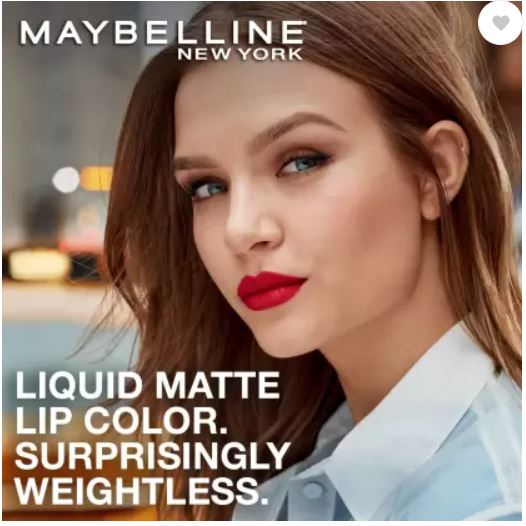 MAYBELLINE
NEW YORK
LIQUID MATTE
LIP COLOR.
SURPRISINGLY
WEIGHTLESS.